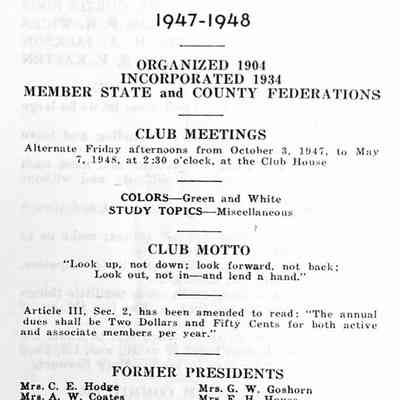 1947-1948
ORGANIZED 1904
INCORPORATED 1934
MEMBER STATE and COUNTY FEDERATIONS
CLUB MEETINGS
Alternate Friday afternoons from October 3, 1947, to May
7, 1948, at 2:30 o'clock, at the Club House
COLORS—Green and White
STUDY TOPICS—Miscellaneous
CLUB MOTTO
"Look up, not down; look forward, not back;
Look out, not in—and lend a hand."
Article III, Sec. 2, has been amended to read: "The annual
dues shall be Two Dollars and Fifty Cents for both active
and associate members per year."
FORMER PRESIDENTS
Mrs. C. E. Hodge Mrs. G. W. Goshorn
Mrs. A. W. Coates Mrs. E. H.